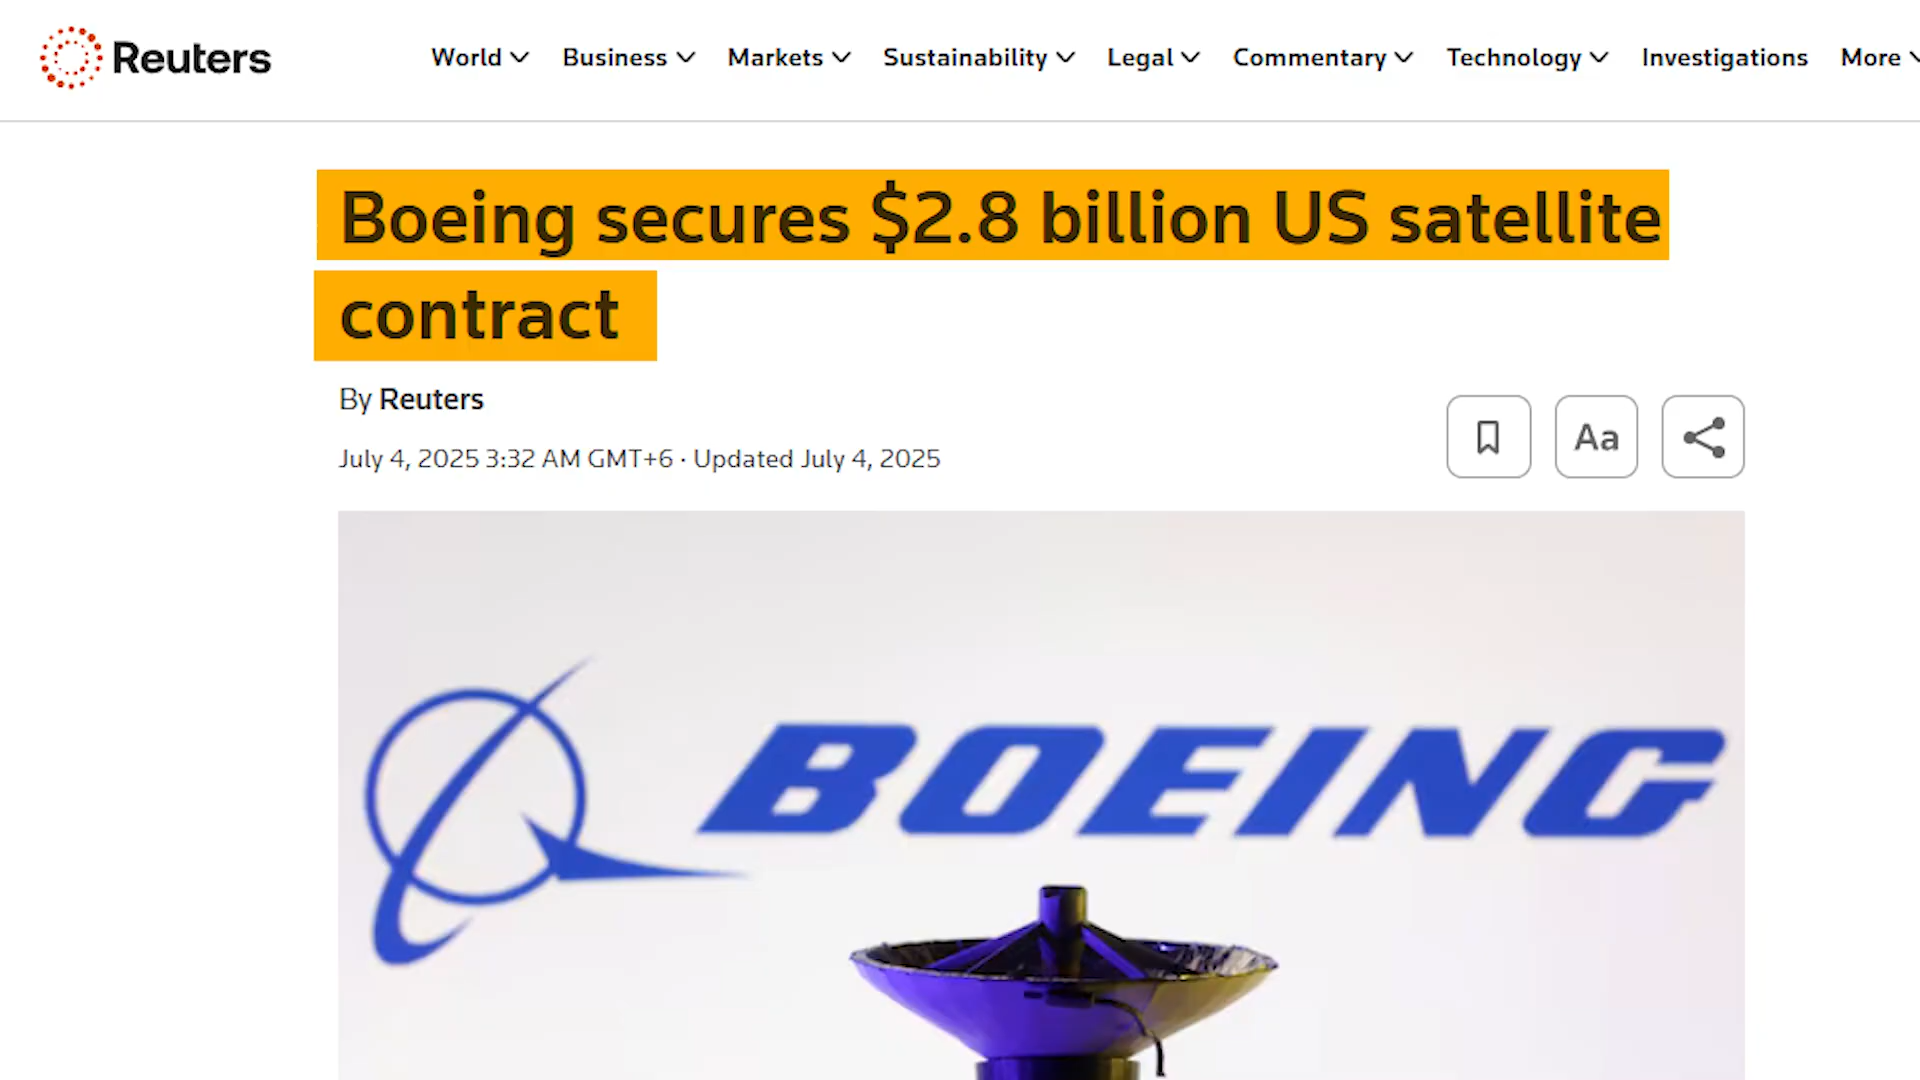 Reuters
World Business Markets Sustainability Legal Commentary Technology Investigations More
Boeing secures $2.8 billion US satellite
contract
By Reuters
July 4, 2025 3:32 AM GMT+6 · Updated July 4, 2025
Aa
BOEING